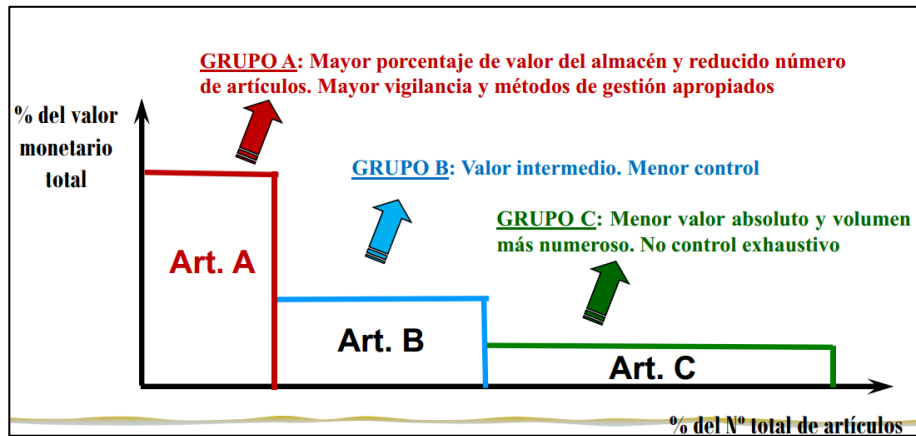 GRUPO A: Mayor porcentaje de valor del almacén y reducido número
de artículos. Mayor vigilancia y métodos de gestión apropiados
% del valor
monetario
total
GRUPO B: Valor intermedio. Menor control
GRUPO C: Menor valor absoluto y volumen
más numeroso. No control exhaustivo
Art. A
Art. B
Art. C
% del Nº total de artículos